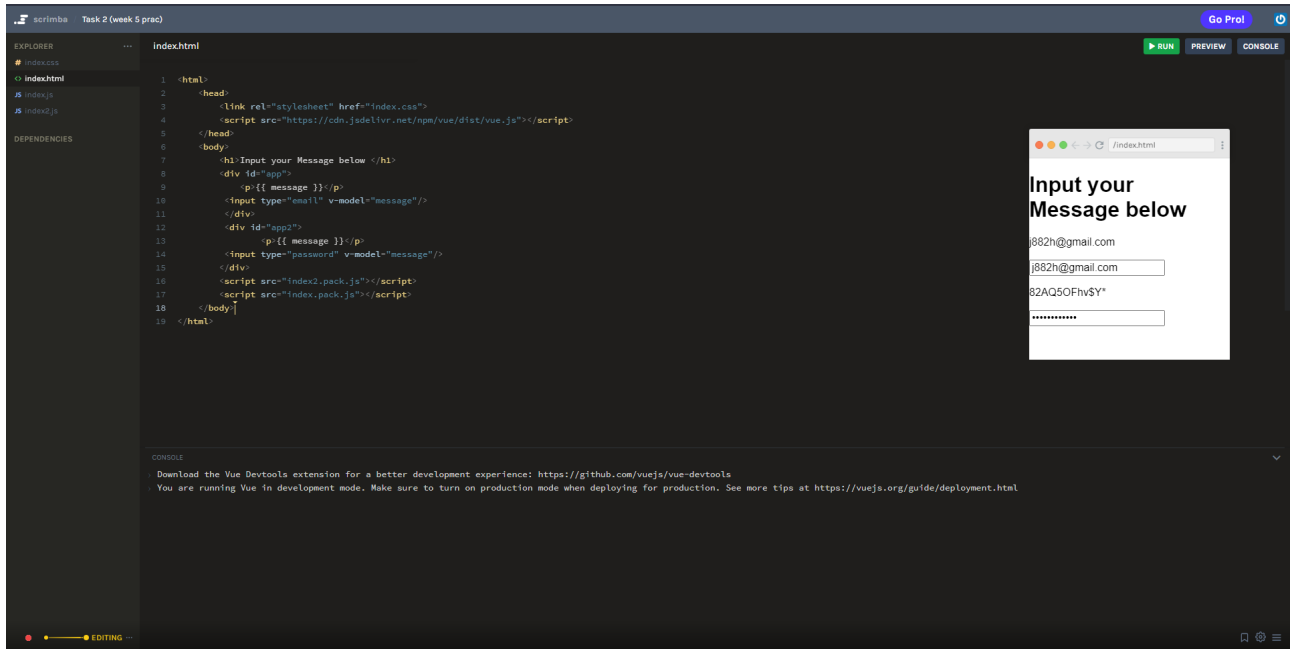 scrimba / Task 2 (week 5 prac)
Go Pro!
EXPLORER ...
# index.css
<> index.html
JS index.js
JS index2.js
DEPENDENCIES
index.html
RUN PREVIEW CONSOLE
1 <html>
2 <head>
3 <link rel="stylesheet" href="index.css">
4 <script src="https://cdn.jsdelivr.net/npm/vue/dist/vue.js"></script>
5 </head>
6 <body>
7 <h1>Input your Message below </h1>
8 <div id="app">
9 <p>{{ message }}</p>
10 <input type="email" v-model="message"/>
11 </div>
12 <div id="app2">
13 <p>{{ message }}</p>
14 <input type="password" v-model="message"/>
15 </div>
16 <script src="index2.pack.js"></script>
17 <script src="index.pack.js"></script>
18 </body>
19 </html>
/index.html
Input your
Message below
j882h@gmail.com
j882h@gmail.com
82AQ5OFhv$Y*
••••••••••••
CONSOLE
› Download the Vue Devtools extension for a better development experience: https://github.com/vuejs/vue-devtools
› You are running Vue in development mode. Make sure to turn on production mode when deploying for production. See more tips at https://vuejs.org/guide/deployment.html
EDITING ...